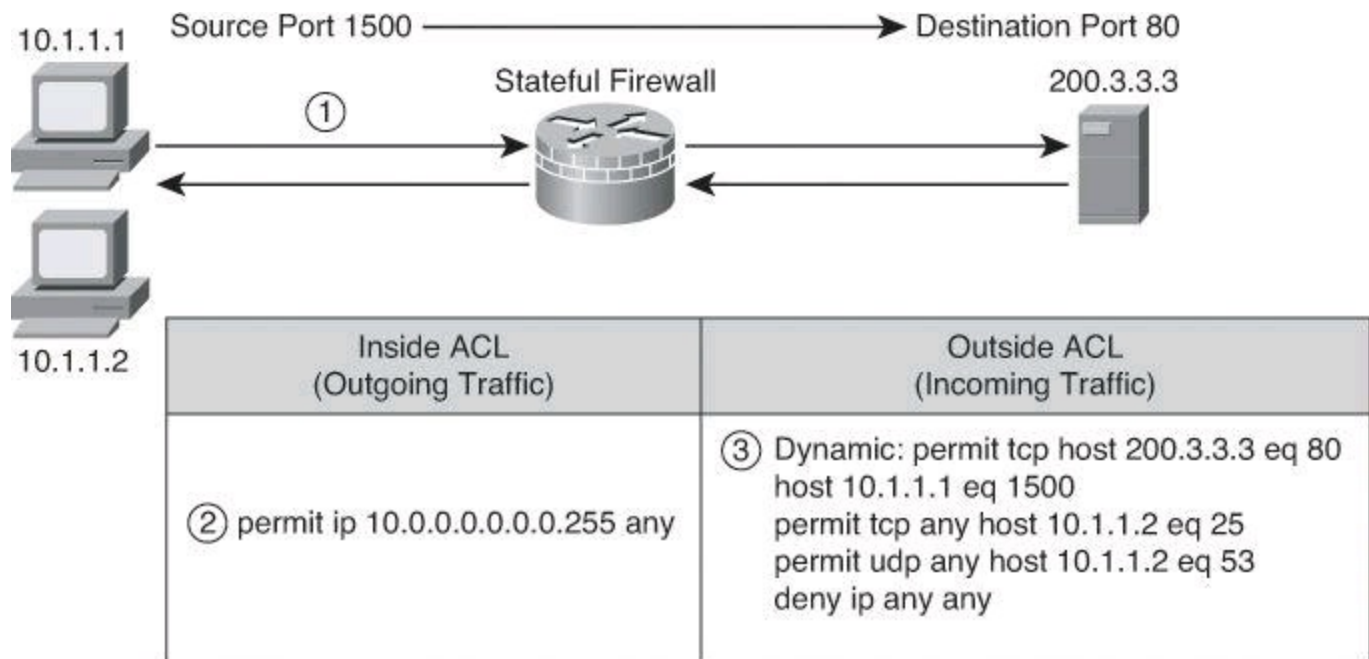 10.1.1.1
Source Port 1500
Destination Port 80
Stateful Firewall
200.3.3.3
1
10.1.1.2
Inside ACL
(Outgoing Traffic)
Outside ACL
(Incoming Traffic)
2 permit ip 10.0.0.0.0.0.0.255 any
3 Dynamic: permit tcp host 200.3.3.3 eq 80
host 10.1.1.1 eq 1500
permit tcp any host 10.1.1.2 eq 25
permit udp any host 10.1.1.2 eq 53
deny ip any any